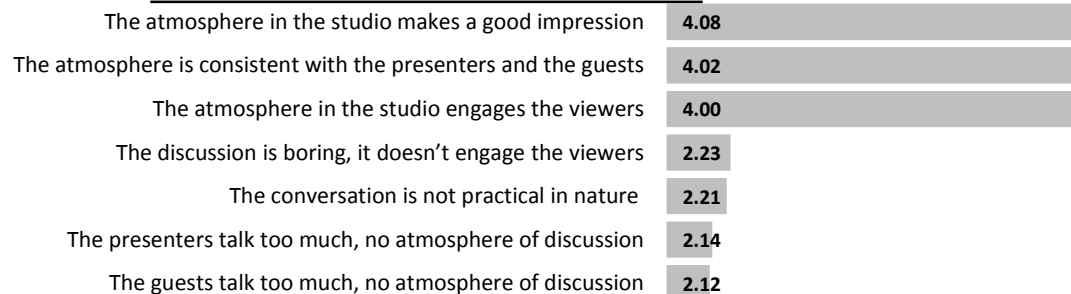 The atmosphere in the studio makes a good impression 4.08
The atmosphere is consistent with the presenters and the guests 4.02
The atmosphere in the studio engages the viewers 4.00
The discussion is boring, it doesn’t engage the viewers 2.23
The conversation is not practical in nature 2.21
The presenters talk too much, no atmosphere of discussion 2.14
The guests talk too much, no atmosphere of discussion 2.12